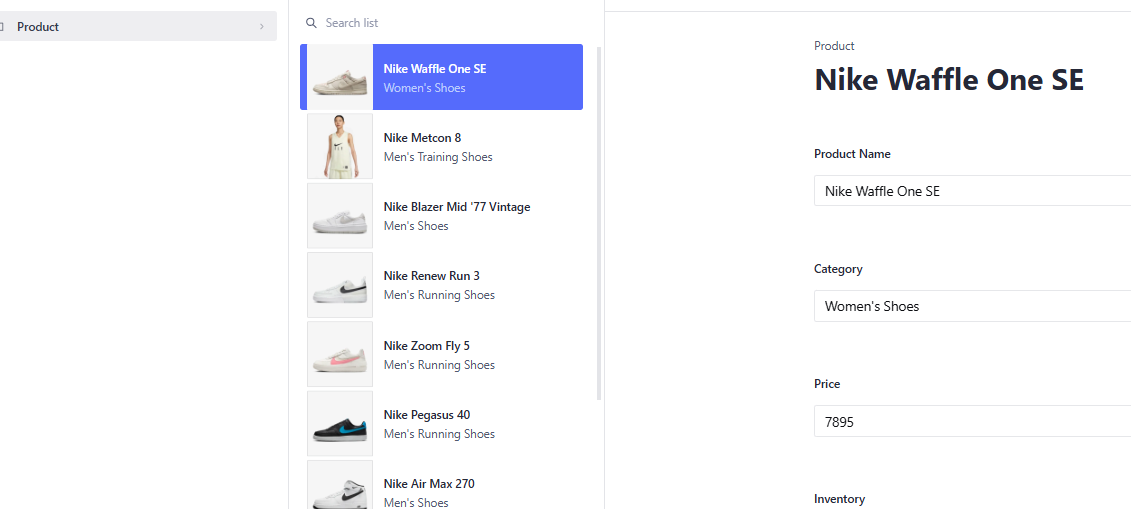 Product
Search list
Nike Waffle One SE
Women's Shoes
Nike Metcon 8
Men's Training Shoes
Nike Blazer Mid '77 Vintage
Men's Shoes
Nike Renew Run 3
Men's Running Shoes
Nike Zoom Fly 5
Men's Running Shoes
Nike Pegasus 40
Men's Running Shoes
Nike Air Max 270
Men's Shoes
Product
Nike Waffle One SE
Product Name
Nike Waffle One SE
Category
Women's Shoes
Price
7895
Inventory